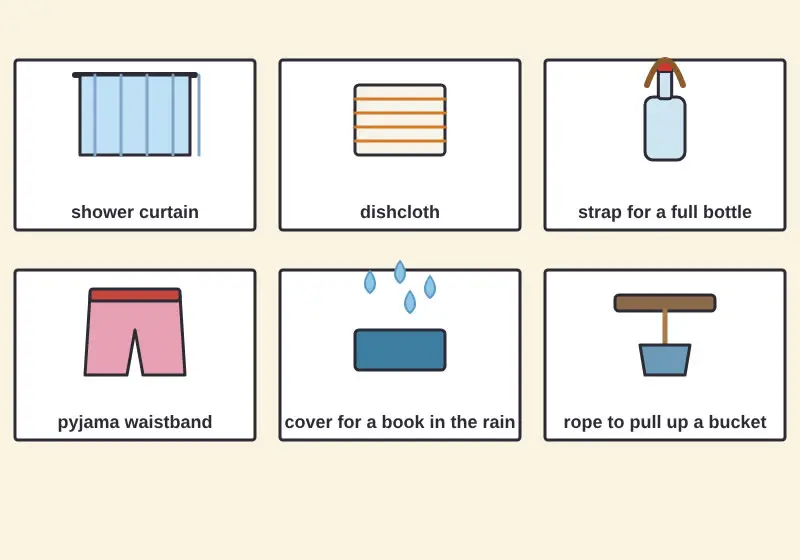 shower curtain
dishcloth
strap for a full bottle
pyjama waistband
cover for a book in the rain
rope to pull up a bucket